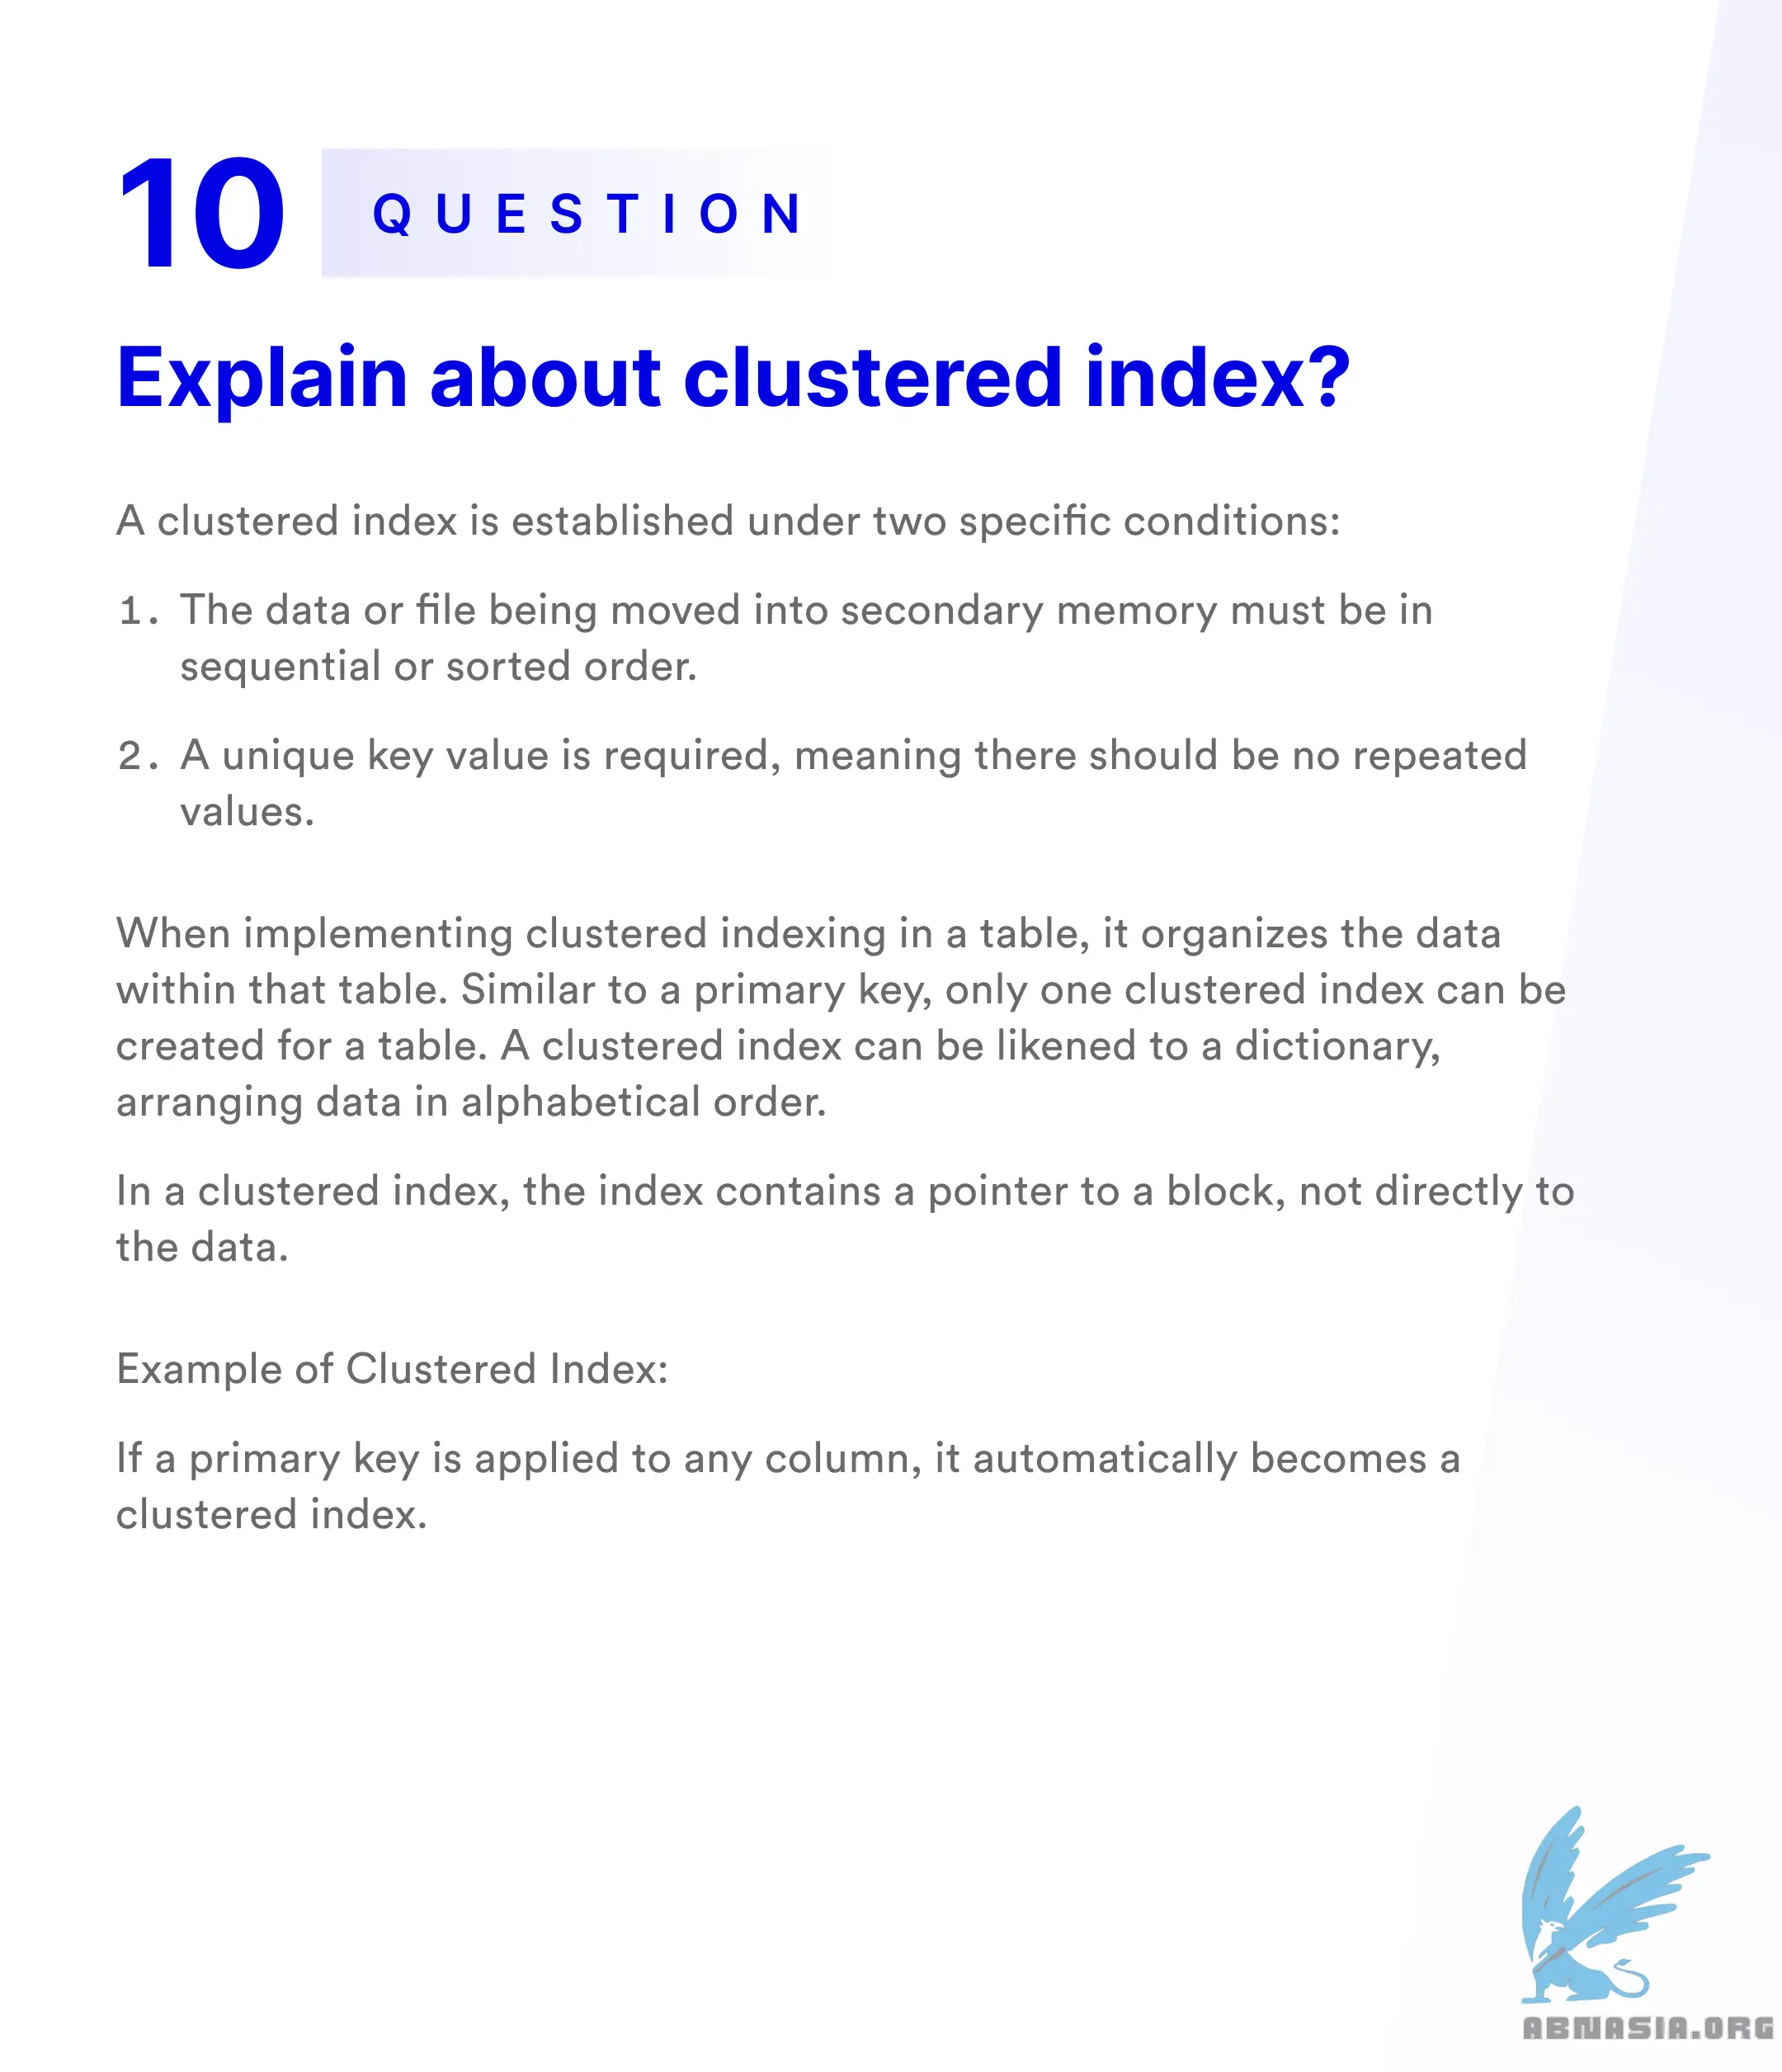 10 QUESTION
Explain about clustered index?
A clustered index is established under two specific conditions:
1. The data or file being moved into secondary memory must be in
sequential or sorted order.
2. A unique key value is required, meaning there should be no repeated
values.
When implementing clustered indexing in a table, it organizes the data
within that table. Similar to a primary key, only one clustered index can be
created for a table. A clustered index can be likened to a dictionary,
arranging data in alphabetical order.
In a clustered index, the index contains a pointer to a block, not directly to
the data.
Example of Clustered Index:
If a primary key is applied to any column, it automatically becomes a
clustered index.
ABNASIA.ORG